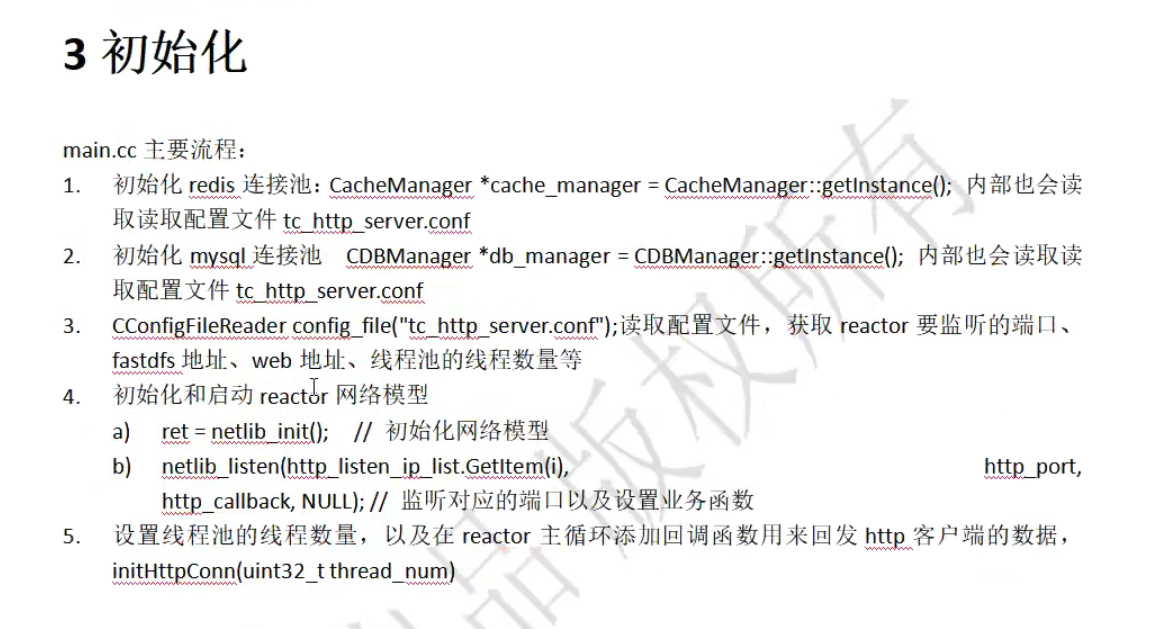 3 初始化
main.cc 主要流程：
1. 初始化 redis 连接池：CacheManager *cache_manager = CacheManager::getInstance(); 内部也会读
取读取配置文件 tc_http_server.conf
2. 初始化 mysql 连接池 CDBManager *db_manager = CDBManager::getInstance(); 内部也会读取读
取配置文件 tc_http_server.conf
3. CConfigFileReader config_file("tc_http_server.conf");读取配置文件，获取 reactor 要监听的端口、
fastdfs 地址、web 地址、线程池的线程数量等
4. 初始化和启动 reactor 网络模型
a) ret = netlib_init(); // 初始化网络模型
b) netlib_listen(http_listen_ip_list.GetItem(i), http_port,
http_callback, NULL); // 监听对应的端口以及设置业务函数
5. 设置线程池的线程数量，以及在 reactor 主循环添加回调函数用来回发 http 客户端的数据，
initHttpConn(uint32_t thread_num)
品 版权所有